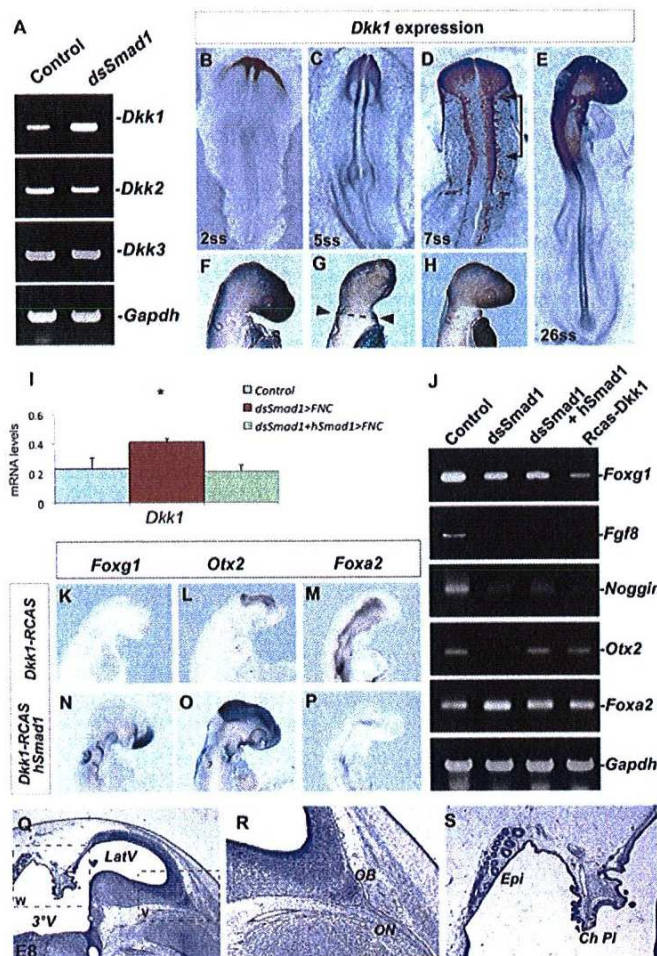 A
Control
dsSmad1
-Dkk1
-Dkk2
-Dkk3
-Gapdh
Dkk1 expression
B
2ss
C
5ss
D
7ss
E
26ss
F
G
H
I
*
mRNA levels
0.6
0.4
0.2
0
Dkk1
Control
dsSmad1>FNC
dsSmad1+hSmad1>FNC
J
Control
dsSmad1
dsSmad1
+ hSmad1
Rcas-Dkk1
-Foxg1
-Fgf8
-Noggin
-Otx2
-Foxa2
-Gapdh
Foxg1
Otx2
Foxa2
Dkk1-RCAS
K
L
M
Dkk1-RCAS
hSmad1
N
O
P
Q
LatV
w
3°V
v
E8
R
OB
ON
S
Epi
Ch Pl